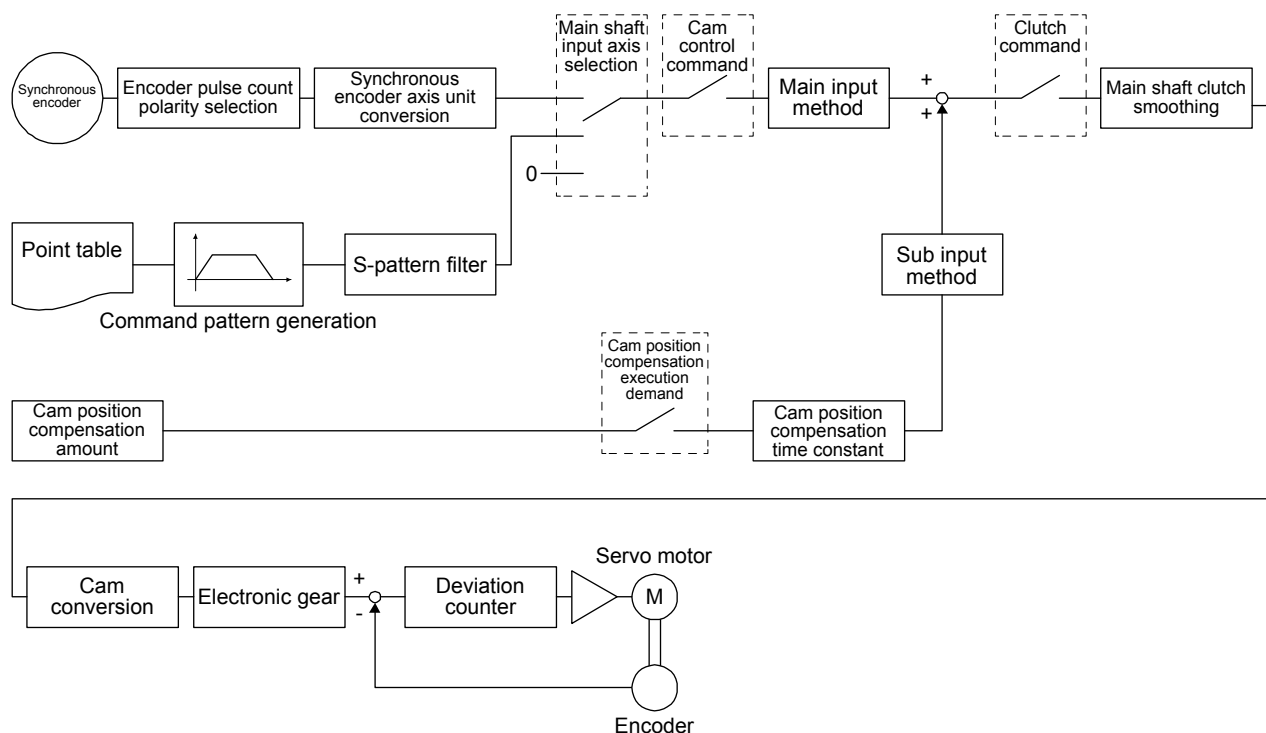 Synchronous
encoder
Encoder pulse count
polarity selection
Synchronous
encoder axis unit
conversion
Main shaft
input axis
selection
Cam
control
command
Main input
method
+
+
Clutch
command
Main shaft clutch
smoothing
0
Point table
Command pattern generation
S-pattern filter
Sub input
method
Cam position
compensation
amount
Cam position
compensation
execution
demand
Cam position
compensation
time constant
Cam
conversion
Electronic gear
+
-
Deviation
counter
Servo motor
M
Encoder